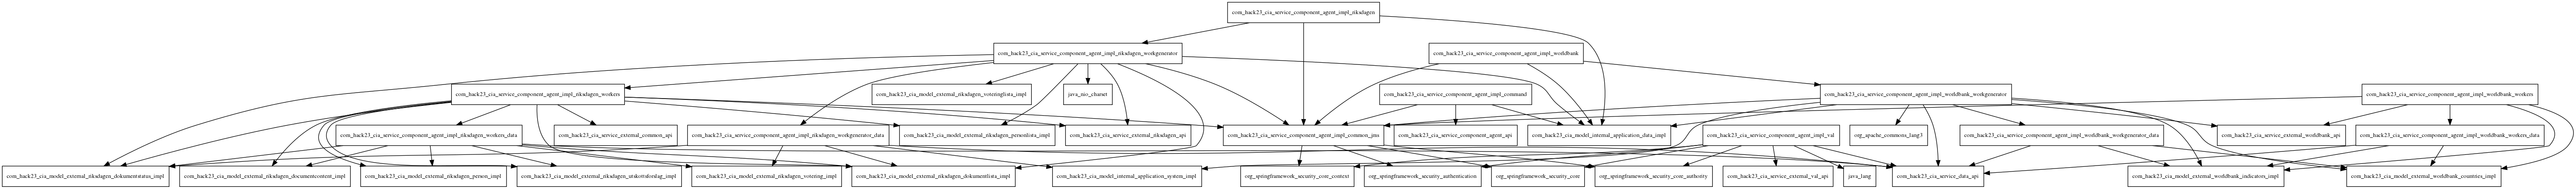 com_hack23_cia_service_component_agent_impl_riksdagen
com_hack23_cia_service_component_agent_impl_riksdagen_workgenerator
com_hack23_cia_service_component_agent_impl_worldbank
com_hack23_cia_service_component_agent_impl_riksdagen_workers
com_hack23_cia_model_external_riksdagen_voteringlista_impl
java_nio_charset
com_hack23_cia_service_component_agent_impl_command
com_hack23_cia_service_component_agent_impl_worldbank_workgenerator
com_hack23_cia_service_component_agent_impl_worldbank_workers
com_hack23_cia_service_component_agent_impl_riksdagen_workers_data
com_hack23_cia_service_external_common_api
com_hack23_cia_service_component_agent_impl_riksdagen_workgenerator_data
com_hack23_cia_model_external_riksdagen_personlista_impl
com_hack23_cia_service_external_riksdagen_api
com_hack23_cia_service_component_agent_impl_common_jms
com_hack23_cia_service_component_agent_api
com_hack23_cia_model_internal_application_data_impl
com_hack23_cia_service_component_agent_impl_val
org_apache_commons_lang3
com_hack23_cia_service_component_agent_impl_worldbank_workgenerator_data
com_hack23_cia_service_external_worldbank_api
com_hack23_cia_service_component_agent_impl_worldbank_workers_data
com_hack23_cia_model_external_riksdagen_dokumentstatus_impl
com_hack23_cia_model_external_riksdagen_documentcontent_impl
com_hack23_cia_model_external_riksdagen_person_impl
com_hack23_cia_model_external_riksdagen_utskottsforslag_impl
com_hack23_cia_model_external_riksdagen_votering_impl
com_hack23_cia_model_external_riksdagen_dokumentlista_impl
com_hack23_cia_model_internal_application_system_impl
org_springframework_security_core_context
org_springframework_security_authentication
org_springframework_security_core
org_springframework_security_core_authority
com_hack23_cia_service_external_val_api
java_lang
com_hack23_cia_service_data_api
com_hack23_cia_model_external_worldbank_indicators_impl
com_hack23_cia_model_external_worldbank_countries_impl